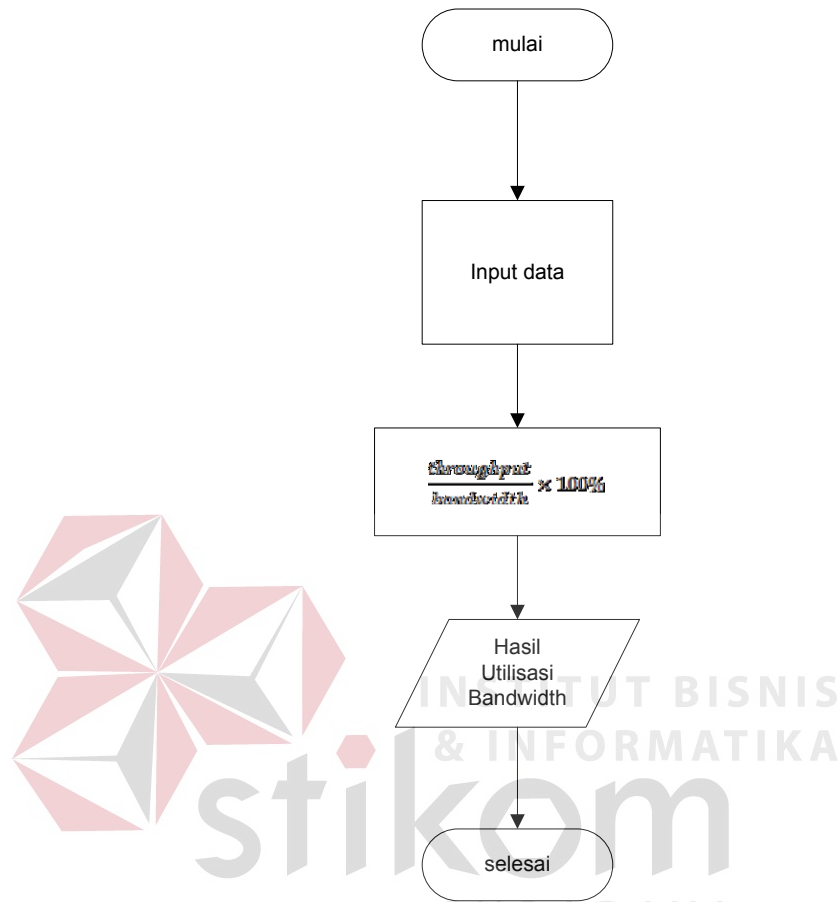 mulai
Input data
throughput
bandwidth
× 100%
Hasil
Utilisasi
Bandwidth
INSTITUT BISNIS
& INFORMATIKA
stikom
selesai